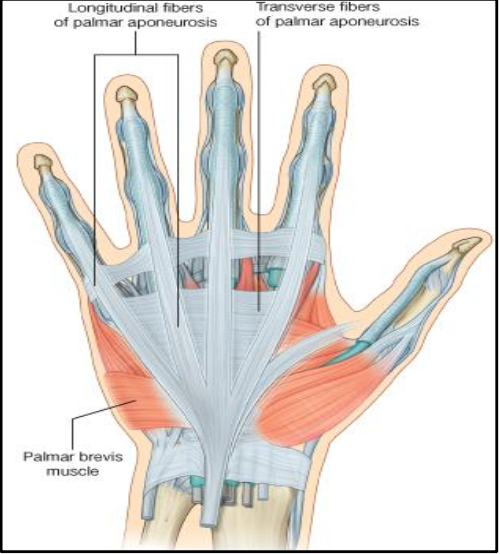 Longitudinal fibers
of palmar aponeurosis
Transverse fibers
of palmar aponeurosis
Palmar brevis
muscle